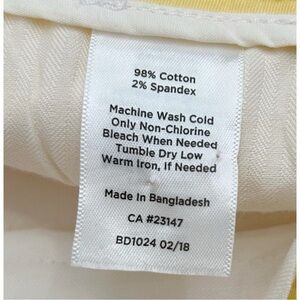 98% Cotton
2% Spandex
Machine Wash Cold
Only Non-Chlorine
Bleach When Needed
Tumble Dry Low
Warm Iron, If Needed
Made in Bangladesh
CA #23147
BD1024 02/18